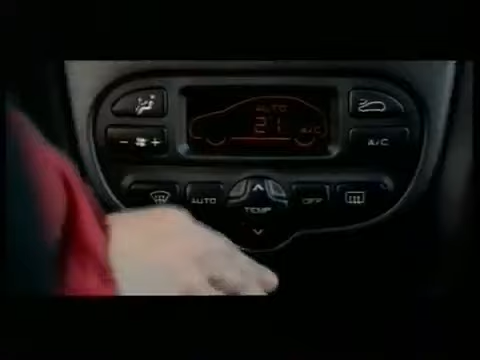 AUTO
21 A/C
- +
A/C
AUTO
TEMP
OFF